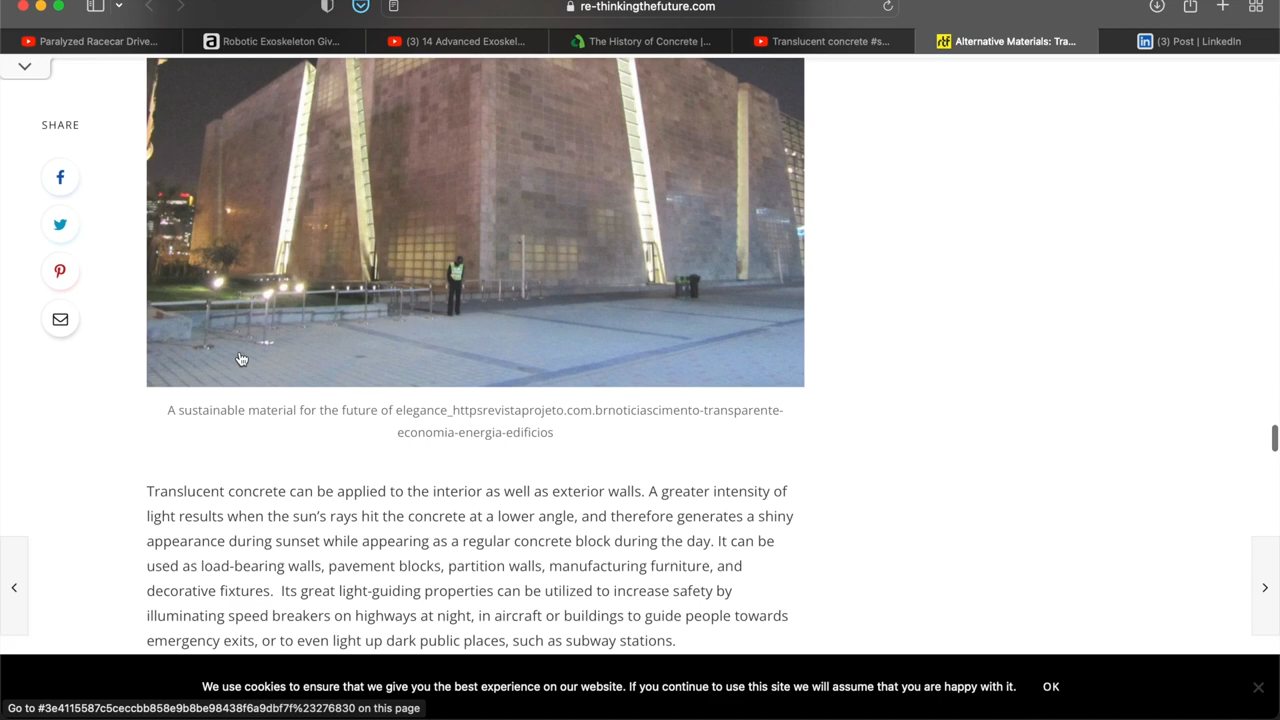 re-thinkingthefuture.com
Paralyzed Racecar Drive...
Robotic Exoskeleton Giv...
(3) 14 Advanced Exoskel...
The History of Concrete |...
Translucent concrete #s...
Alternative Materials: Tra...
(3) Post | LinkedIn
SHARE
A sustainable material for the future of elegance_httpsrevistaprojeto.com.brnoticiascimento-transparente-
economia-energia-edificios
Translucent concrete can be applied to the interior as well as exterior walls. A greater intensity of
light results when the sun's rays hit the concrete at a lower angle, and therefore generates a shiny
appearance during sunset while appearing as a regular concrete block during the day. It can be
used as load-bearing walls, pavement blocks, partition walls, manufacturing furniture, and
decorative fixtures.  Its great light-guiding properties can be utilized to increase safety by
illuminating speed breakers on highways at night, in aircraft or buildings to guide people towards
emergency exits, or to even light up dark public places, such as subway stations.
We use cookies to ensure that we give you the best experience on our website. If you continue to use this site we will assume that you are happy with it.
OK
Go to #3e4115587c5ceccbb858e9b8be98438f6a9dbf7f%23276830 on this page